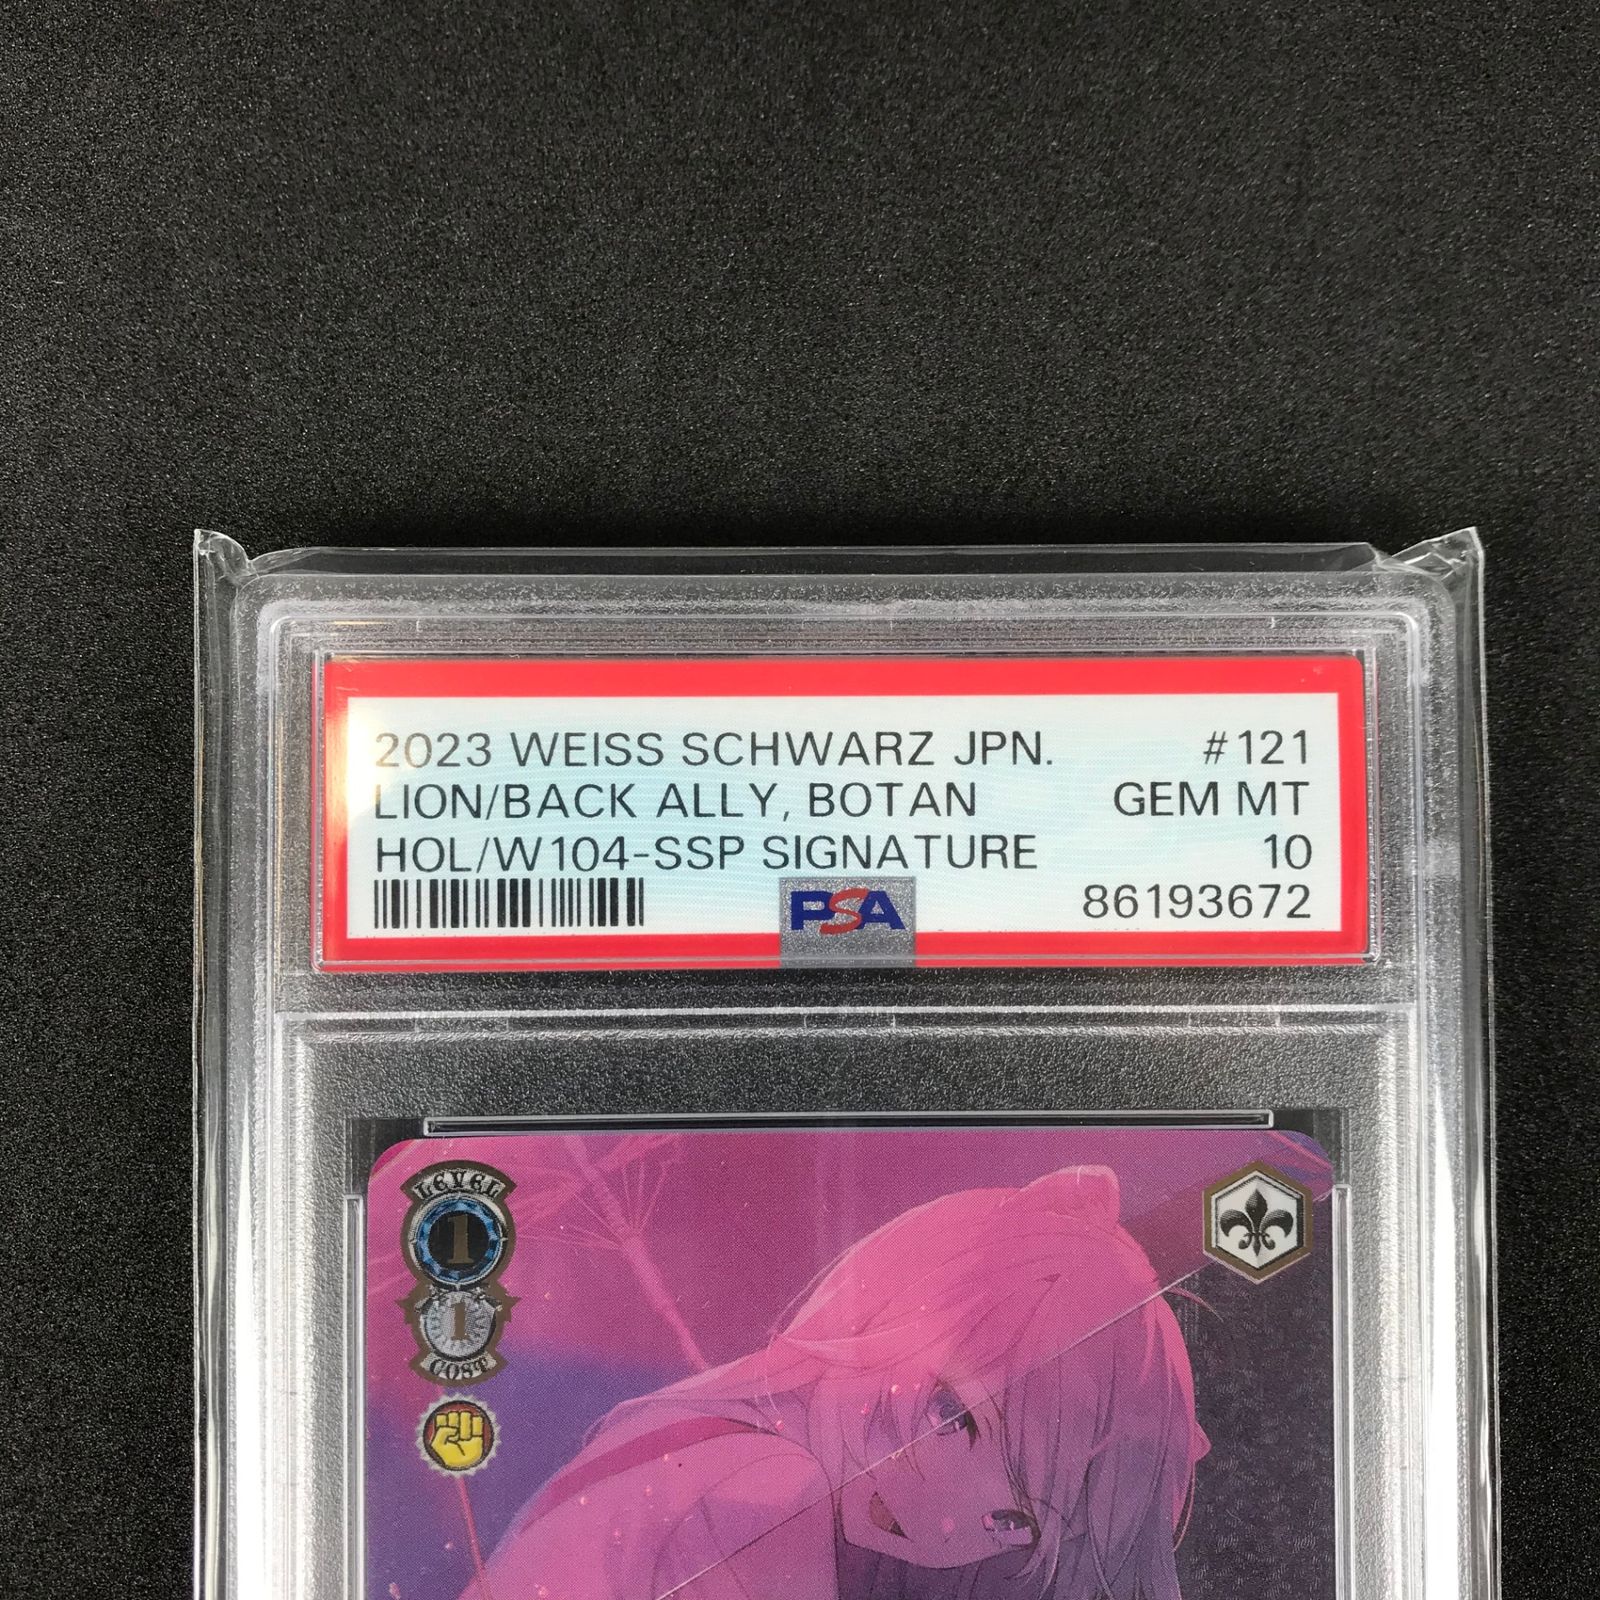 2023 WEISS SCHWARZ JPN. #121
LION/BACK ALLY, BOTAN GEM MT
HOL/W104-SSP SIGNATURE 10
PSA 86193672
LEVEL
1
1
COST